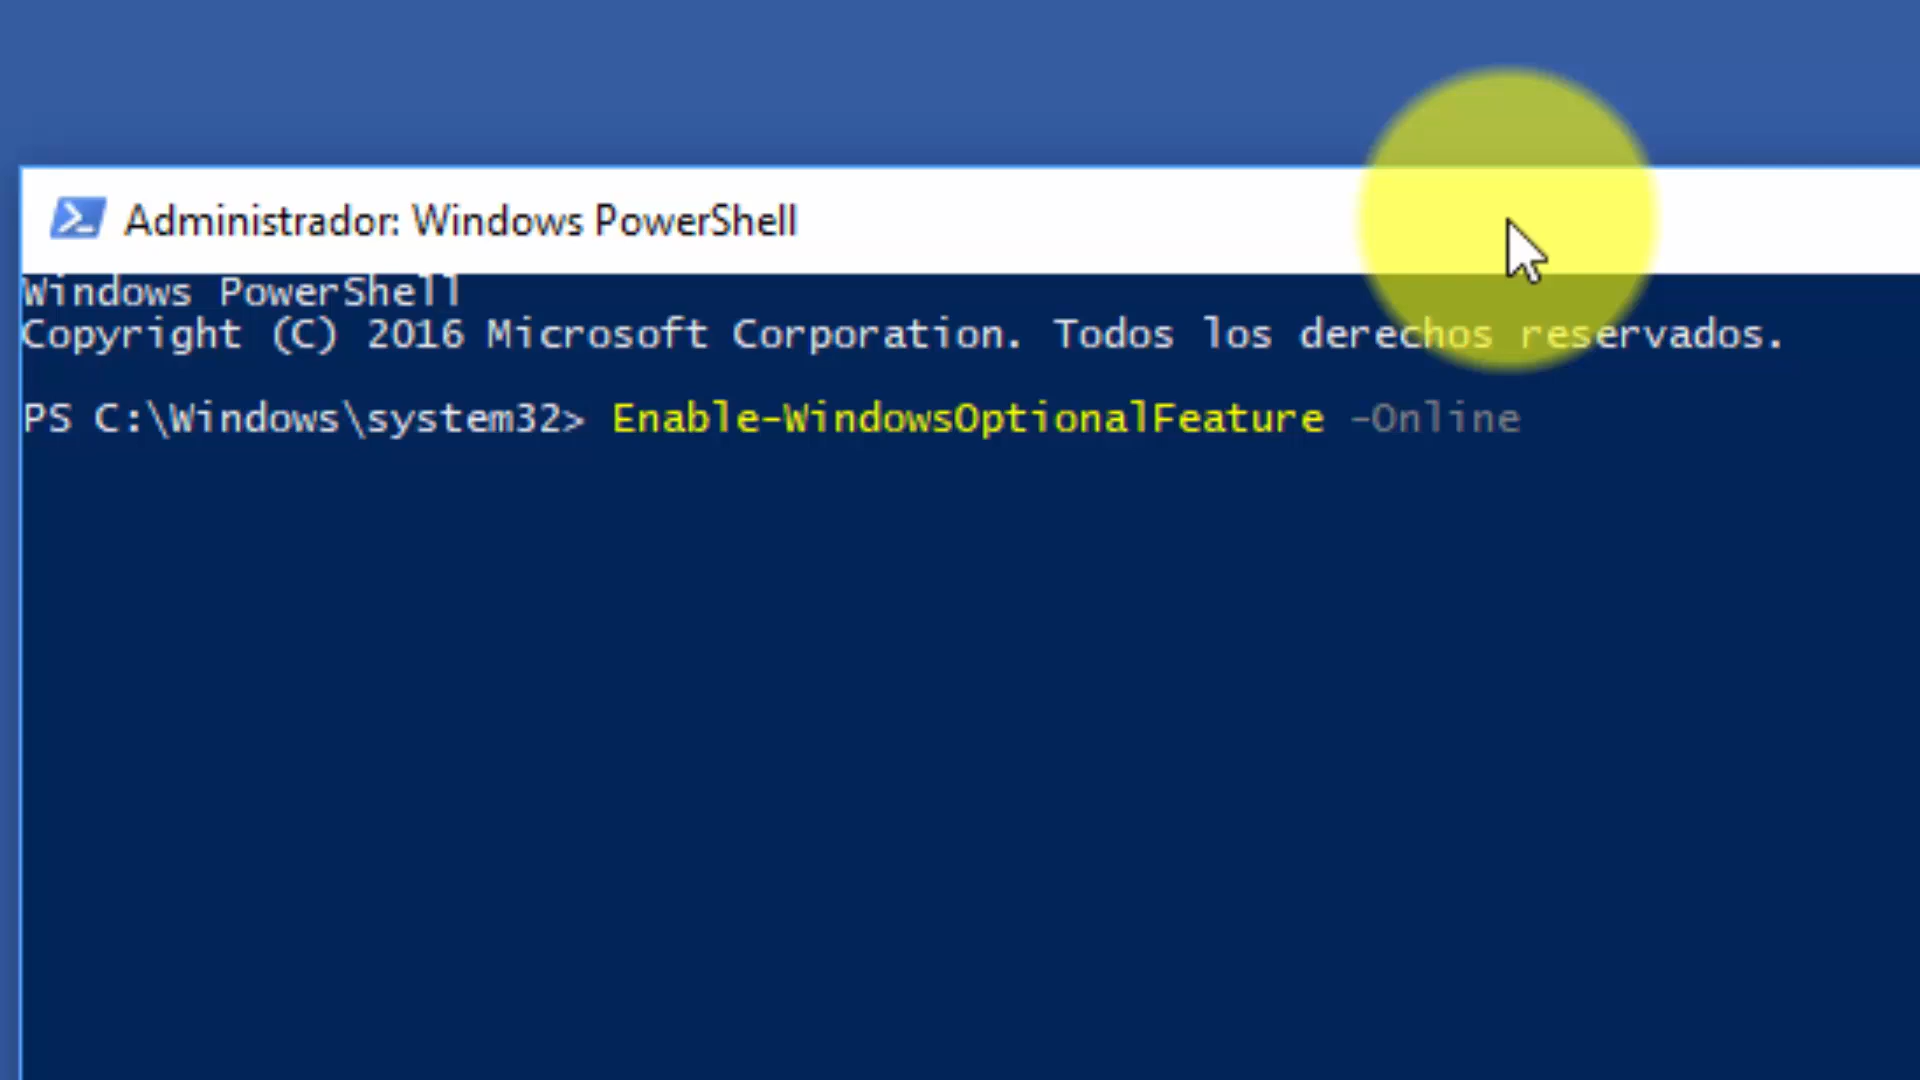 Administrador: Windows PowerShell
Windows PowerShell
Copyright (C) 2016 Microsoft Corporation. Todos los derechos reservados.
PS C:\Windows\system32> Enable-WindowsOptionalFeature -Online